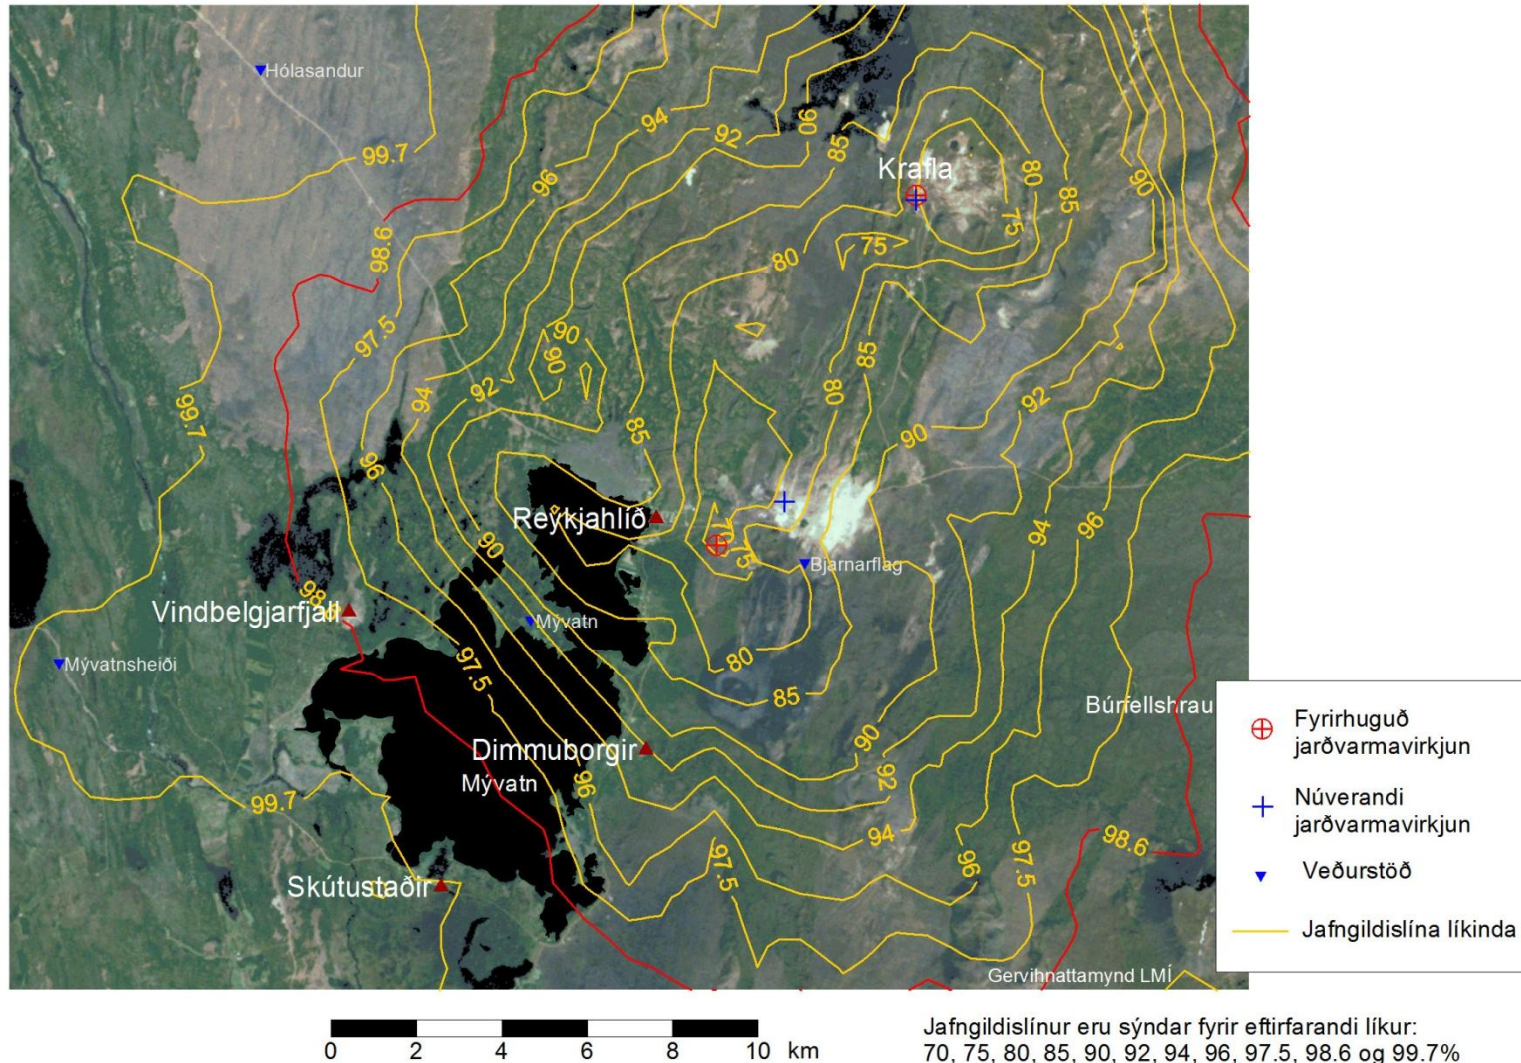 Hólasandur
99.7
94
92
90
85
Krafla
80
90
85
75
96
98.6
75
80
97.5
90
90
92
94
99.7
85
80
85
92
90
96
94
96
Reykjahlíð
70
75
90
Bjarnarflag
98.6
Vindbelgjarfjall
Mývatn
Mývatnsheiði
97.5
80
85
Búrfellshrau
90
Dimmuborgir
92
Mývatn
96
99.7
94
98.6
97.5
96
97.5
Skútustaðir
Gervihnattamynd LMÍ
Fyrirhuguð
jarðvarmavirkjun
Núverandi
jarðvarmavirkjun
Veðurstöð
Jafngildislína líkinda
0 2 4 6 8 10 km
Jafngildislínur eru sýndar fyrir eftirfarandi líkur:
70, 75, 80, 85, 90, 92, 94, 96, 97.5, 98.6 og 99.7%